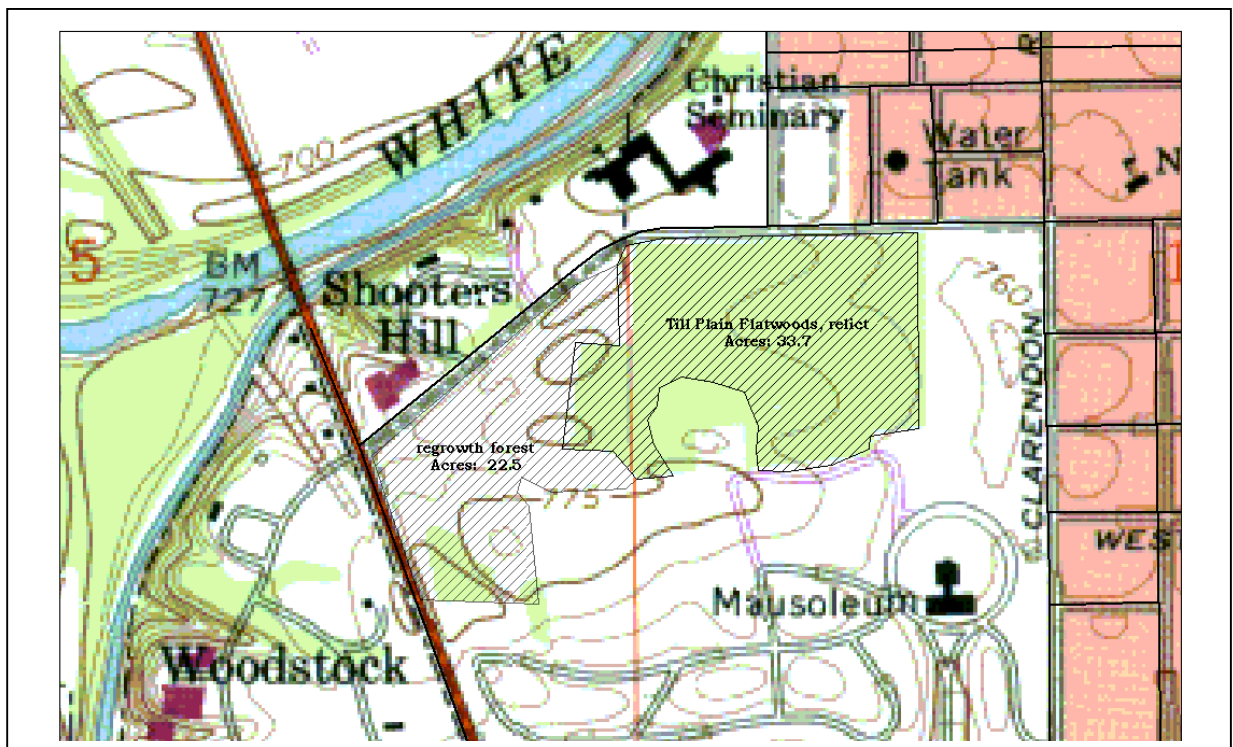 WHITE
700
Christian
Seminary
Water
Tank
N
R
5
BM
727
Shooters
Hill
760
Till Plain Flatwoods, relict
Acres: 33.7
CLARENDON
regrowth forest
Acres: 22.5
775
WEST
Mausoleum
Woodstock